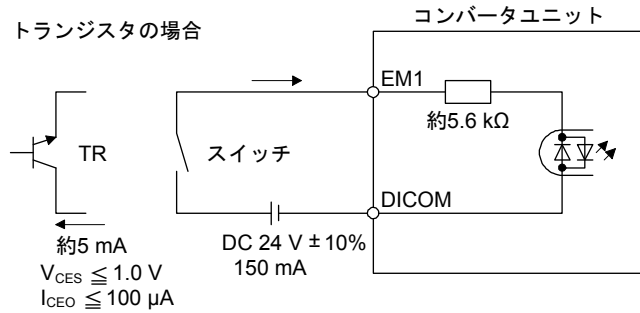 トランジスタの場合
コンバータユニット
EM1
約5.6 kΩ
TR
スイッチ
DICOM
約5 mA
DC 24 V ± 10%
150 mA
VCES ≦ 1.0 V
ICEO ≦ 100 μA